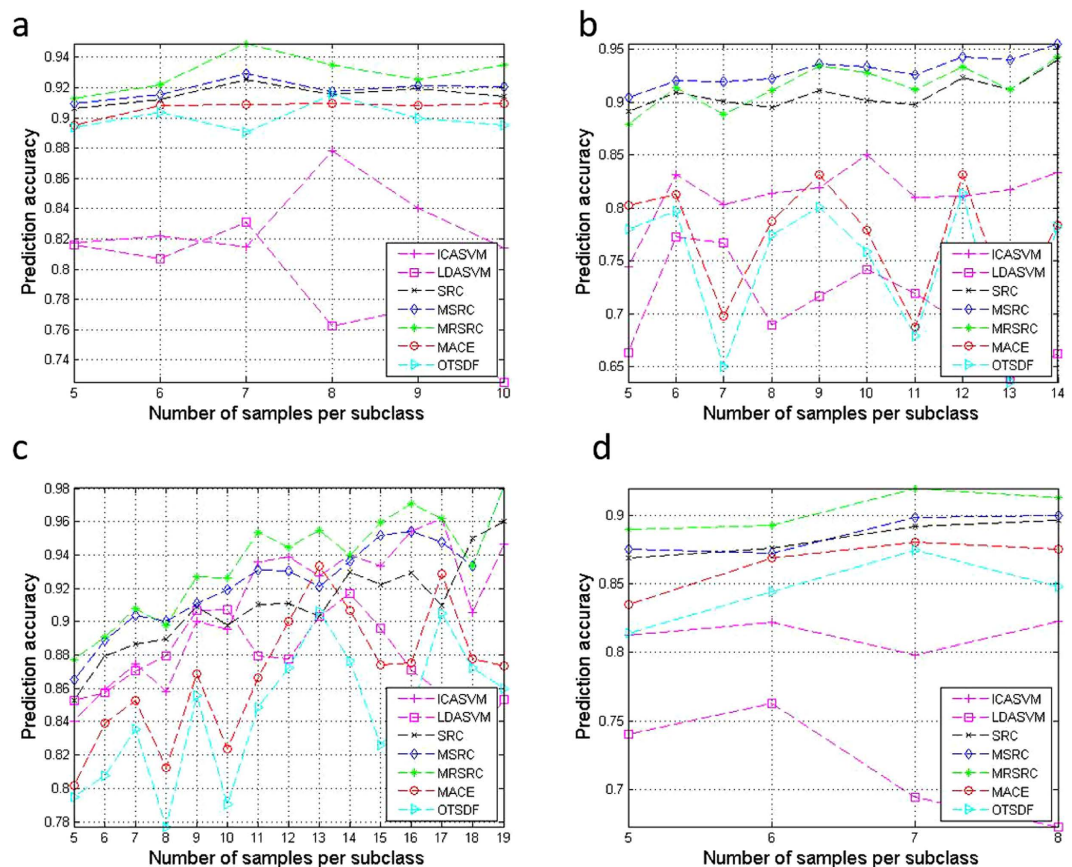 a
0.94
0.92
0.9
0.88
0.86
0.84
0.82
0.8
0.78
0.76
0.74
Prediction accuracy
5 6 7 8 9 10
Number of samples per subclass
ICASVM
LDASVM
SRC
MSRC
MRSRC
MACE
OTSDF
b
0.95
0.9
0.85
0.8
0.75
0.7
0.65
Prediction accuracy
5 6 7 8 9 10 11 12 13 14
Number of samples per subclass
ICASVM
LDASVM
SRC
MSRC
MRSRC
MACE
OTSDF
c
0.98
0.96
0.94
0.92
0.9
0.88
0.86
0.84
0.82
0.8
0.78
Prediction accuracy
5 6 7 8 9 10 11 12 13 14 15 16 17 18 19
Number of samples per subclass
ICASVM
LDASVM
SRC
MSRC
MRSRC
MACE
OTSDF
d
0.9
0.85
0.8
0.75
0.7
Prediction accuracy
5 6 7 8
Number of samples per subclass
ICASVM
LDASVM
SRC
MSRC
MRSRC
MACE
OTSDF